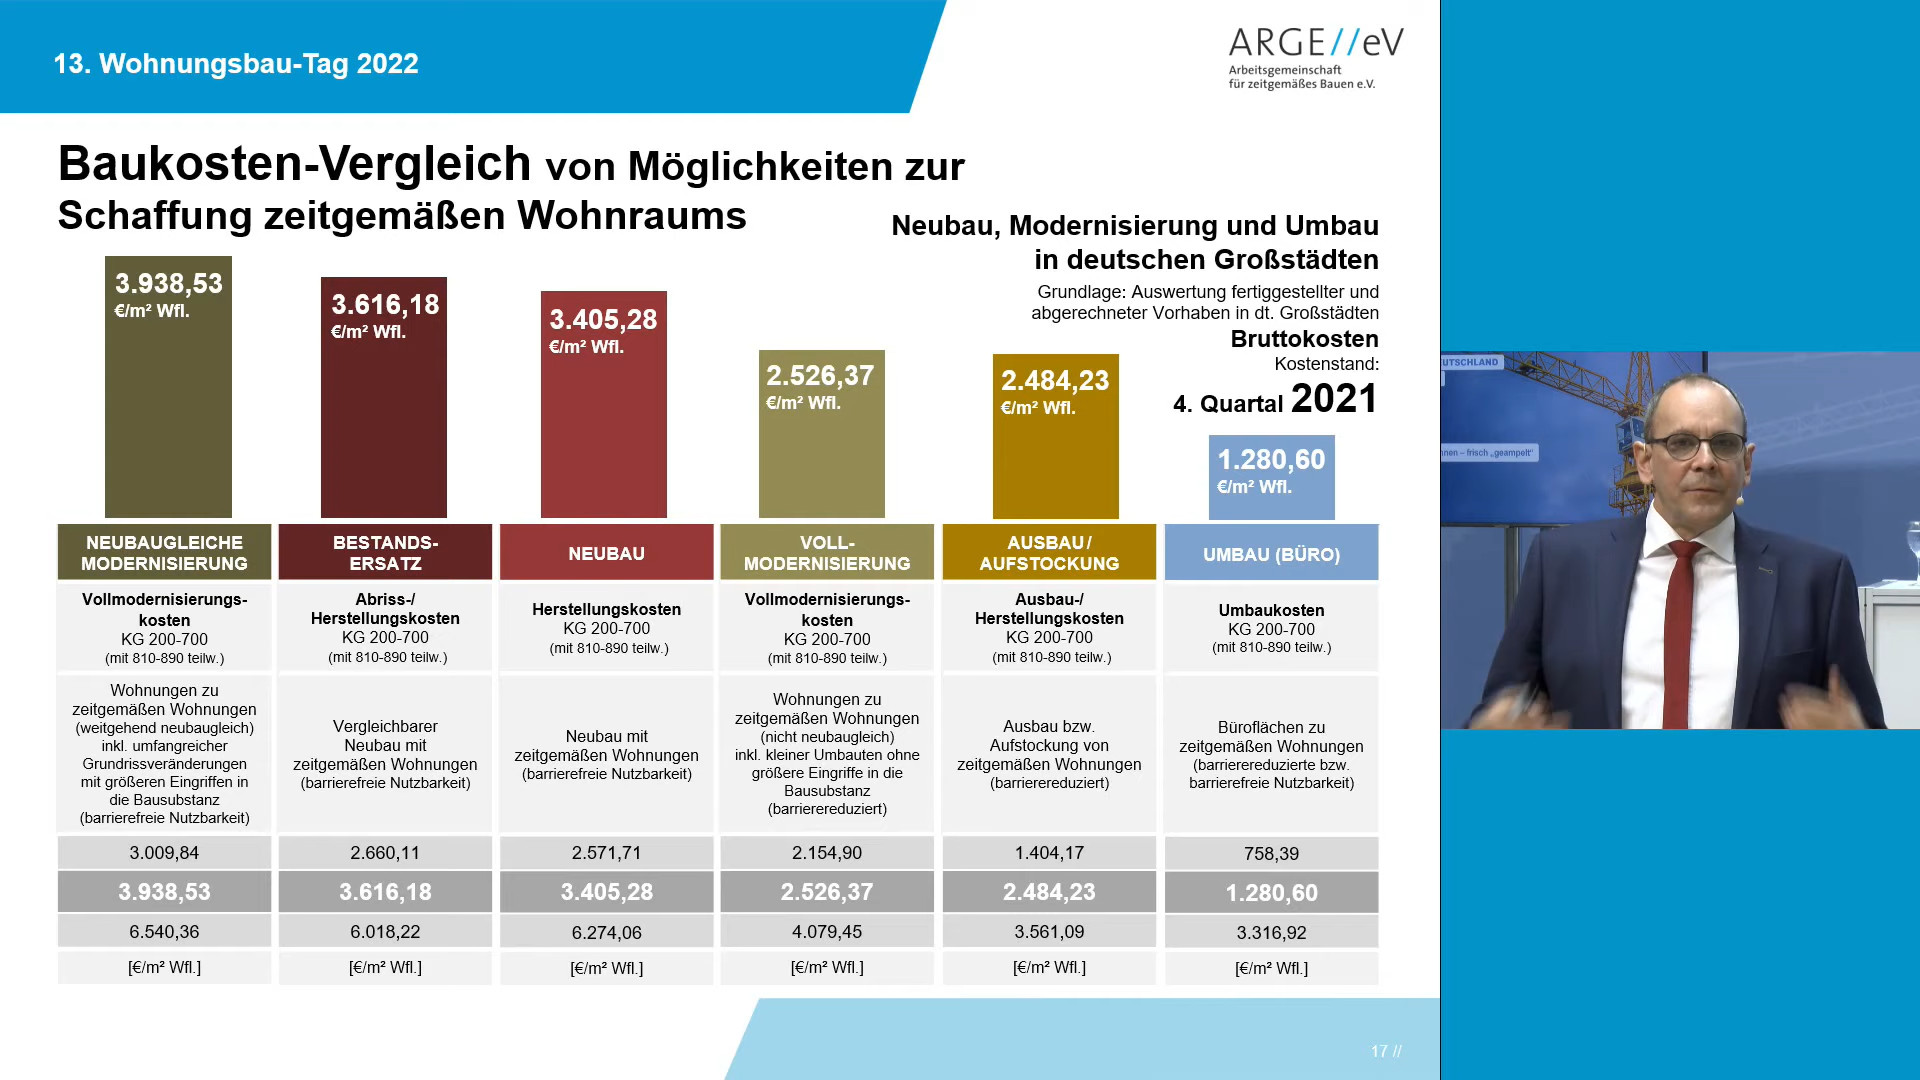 13. Wohnungsbau-Tag 2022
ARGE//eV
Arbeitsgemeinschaft
für zeitgemäßes Bauen e.V.
Baukosten-Vergleich von Möglichkeiten zur
Schaffung zeitgemäßen Wohnraums
Neubau, Modernisierung und Umbau
in deutschen Großstädten
Grundlage: Auswertung fertiggestellter und
abgerechneter Vorhaben in dt. Großstädten
Bruttokosten
Kostenstand:
4. Quartal 2021
3.938,53
€/m² Wfl.
3.616,18
€/m² Wfl.
3.405,28
€/m² Wfl.
2.526,37
€/m² Wfl.
2.484,23
€/m² Wfl.
1.280,60
€/m² Wfl.
NEUBAUGLEICHE
MODERNISIERUNG
BESTANDS-
ERSATZ
NEUBAU
VOLL-
MODERNISIERUNG
AUSBAU/
AUFSTOCKUNG
UMBAU (BÜRO)
Vollmodernisierungs-
kosten
KG 200-700
(mit 810-890 teilw.)
Abriss-/
Herstellungskosten
KG 200-700
(mit 810-890 teilw.)
Herstellungskosten
KG 200-700
(mit 810-890 teilw.)
Vollmodernisierungs-
kosten
KG 200-700
(mit 810-890 teilw.)
Ausbau-/
Herstellungskosten
KG 200-700
(mit 810-890 teilw.)
Umbaukosten
KG 200-700
(mit 810-890 teilw.)
Wohnungen zu
zeitgemäßen Wohnungen
(weitgehend neubaugleich)
inkl. umfangreicher
Grundrissveränderungen
mit größeren Eingriffen in
die Bausubstanz
(barrierefreie Nutzbarkeit)
Vergleichbarer
Neubau mit
zeitgemäßen Wohnungen
(barrierefreie Nutzbarkeit)
Neubau mit
zeitgemäßen Wohnungen
(barrierefreie Nutzbarkeit)
Wohnungen zu
zeitgemäßen Wohnungen
(nicht neubaugleich)
inkl. kleiner Umbauten ohne
größere Eingriffe in die
Bausubstanz
(barrierereduziert)
Ausbau bzw.
Aufstockung von
zeitgemäßen Wohnungen
(barrierereduziert)
Büroflächen zu
zeitgemäßen Wohnungen
(barrierereduzierte bzw.
barrierefreie Nutzbarkeit)
3.009,84 2.660,11 2.571,71 2.154,90 1.404,17 758,39
3.938,53 3.616,18 3.405,28 2.526,37 2.484,23 1.280,60
6.540,36 6.018,22 6.274,06 4.079,45 3.561,09 3.316,92
[€/m² Wfl.] [€/m² Wfl.] [€/m² Wfl.] [€/m² Wfl.] [€/m² Wfl.] [€/m² Wfl.]
17 //
UTSCHLAND
nnen – frisch „geampelt"